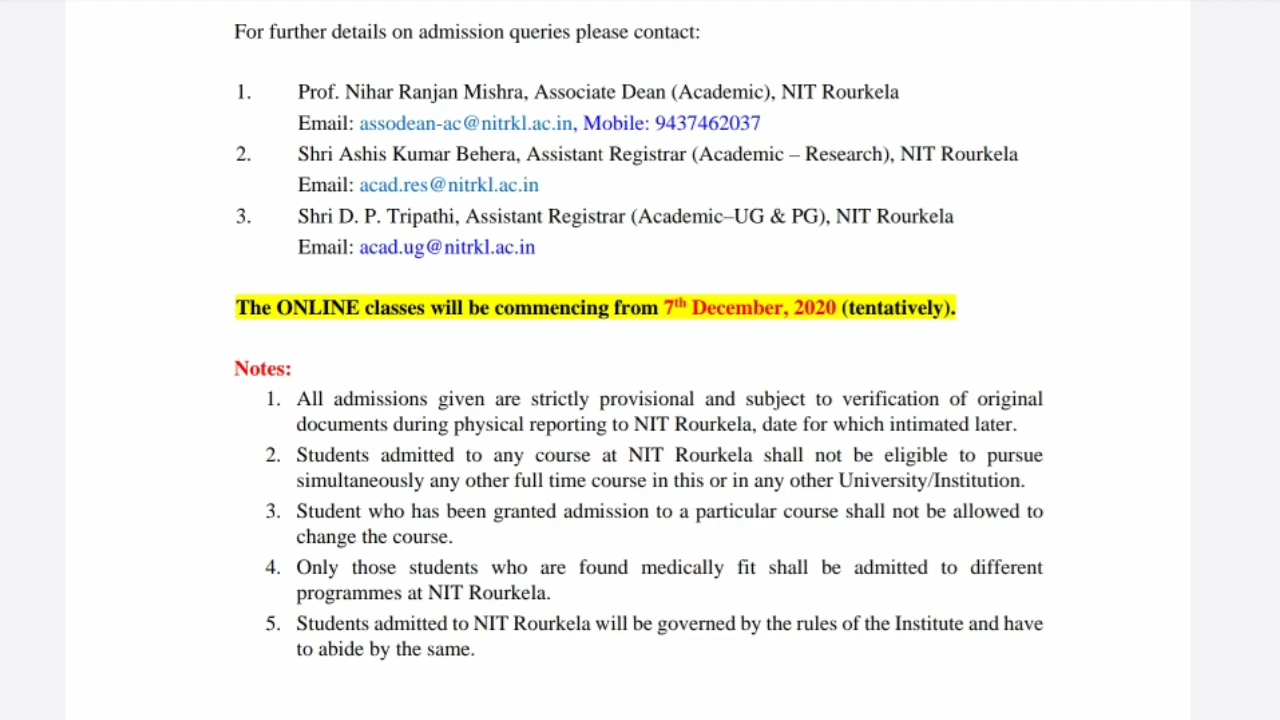 For further details on admission queries please contact:
1. Prof. Nihar Ranjan Mishra, Associate Dean (Academic), NIT Rourkela
Email: assodean-ac@nitrkl.ac.in, Mobile: 9437462037
2. Shri Ashis Kumar Behera, Assistant Registrar (Academic – Research), NIT Rourkela
Email: acad.res@nitrkl.ac.in
3. Shri D. P. Tripathi, Assistant Registrar (Academic–UG & PG), NIT Rourkela
Email: acad.ug@nitrkl.ac.in
The ONLINE classes will be commencing from 7th December, 2020 (tentatively).
Notes:
1. All admissions given are strictly provisional and subject to verification of original
documents during physical reporting to NIT Rourkela, date for which intimated later.
2. Students admitted to any course at NIT Rourkela shall not be eligible to pursue
simultaneously any other full time course in this or in any other University/Institution.
3. Student who has been granted admission to a particular course shall not be allowed to
change the course.
4. Only those students who are found medically fit shall be admitted to different
programmes at NIT Rourkela.
5. Students admitted to NIT Rourkela will be governed by the rules of the Institute and have
to abide by the same.